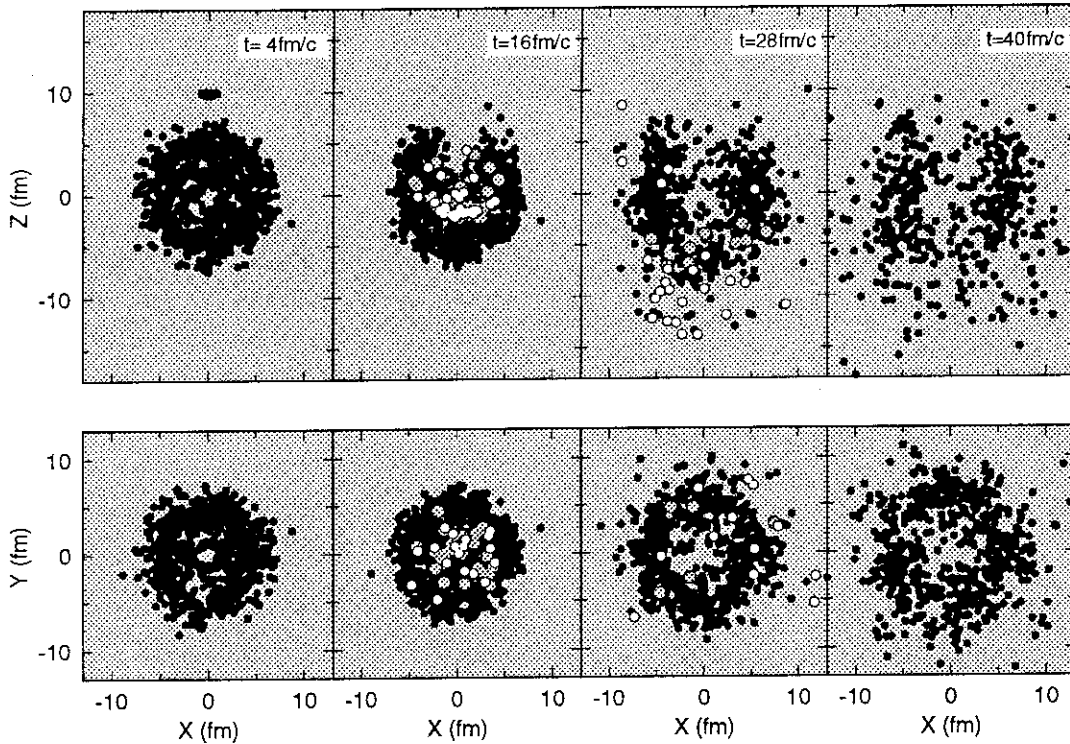 t= 4fm/c t=16fm/c t=28fm/c t=40fm/c
10
0
-10
Z (fm)
10
0
-10
Y (fm)
-10 0 10 -10 0 10 -10 0 10 -10 0 10
X (fm) X (fm) X (fm) X (fm)